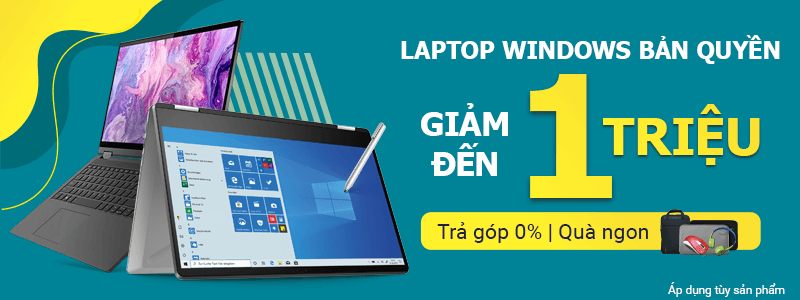 LAPTOP WINDOWS BẢN QUYỀN
GIẢM
ĐẾN
1
TRIỆU
Trả góp 0% | Quà ngon
Áp dụng tùy sản phẩm